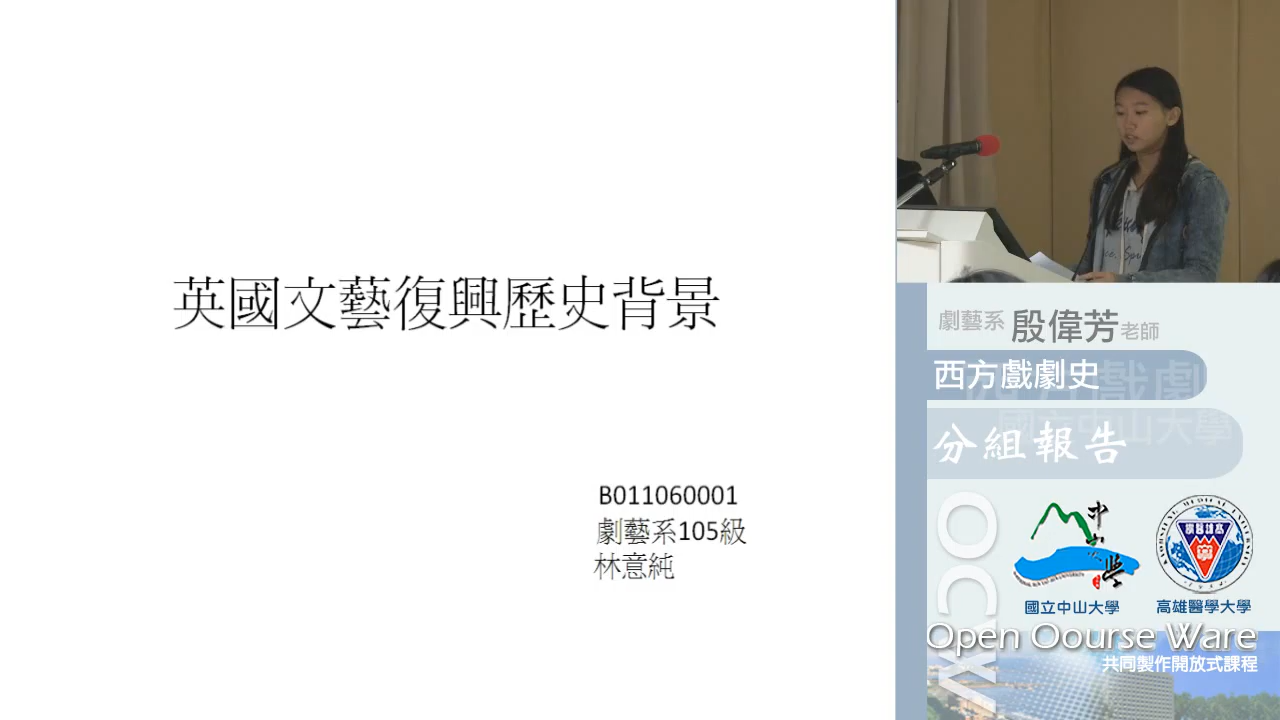 英國文藝復興歷史背景
B011060001
劇藝系105級
林意純
劇藝系 殷偉芳老師
西方戲劇史
分組報告
OCW
國立中山大學
高雄醫學大學
Open Oourse Ware
共同製作開放式課程